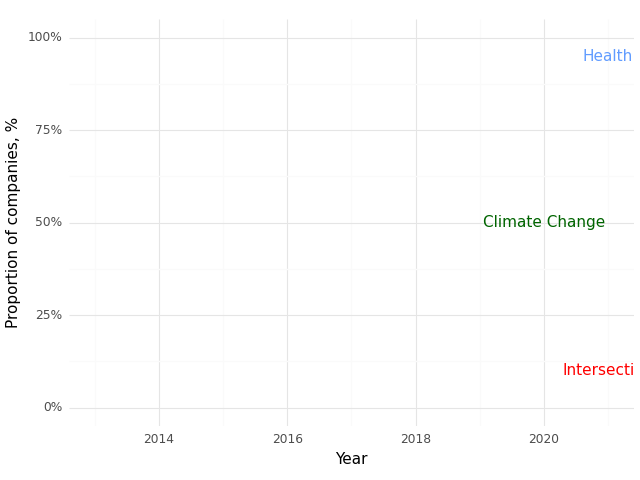 100%
Health
75%
Proportion of companies, %
50%
Climate Change
25%
Intersecti
0%
2014 2016 2018 2020
Year